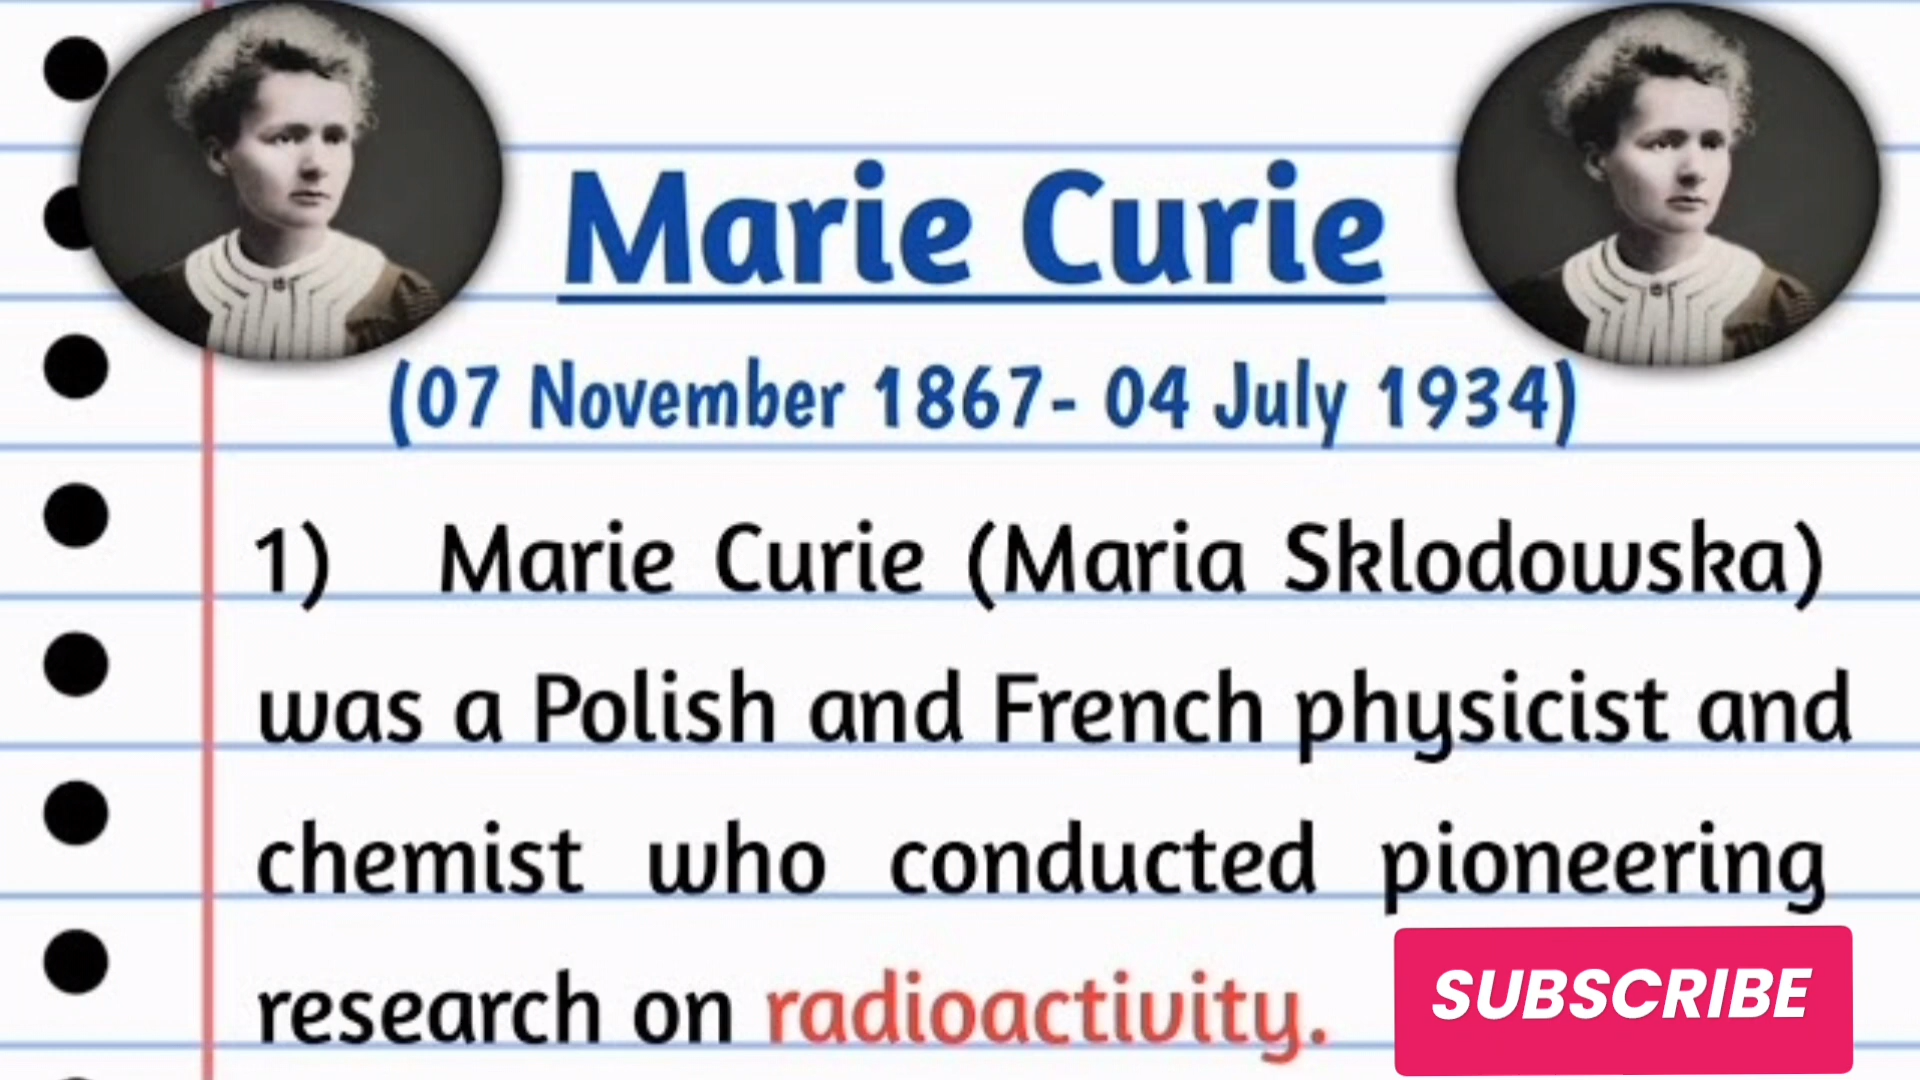 Marie Curie
(07 November 1867- 04 July 1934)
1) Marie Curie (Maria Sklodowska)
was a Polish and French physicist and
chemist who conducted pioneering
research on radioactivity.
SUBSCRIBE